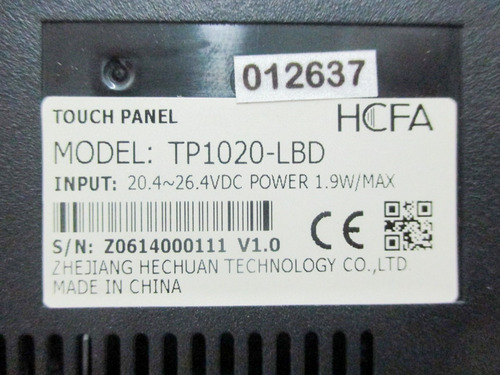 012637
TOUCH PANEL HCFA
MODEL: TP1020-LBD
INPUT: 20.4~26.4VDC POWER 1.9W/MAX
CE
S/N: Z0614000111 V1.0
ZHEJIANG HECHUAN TECHNOLOGY CO.,LTD
MADE IN CHINA